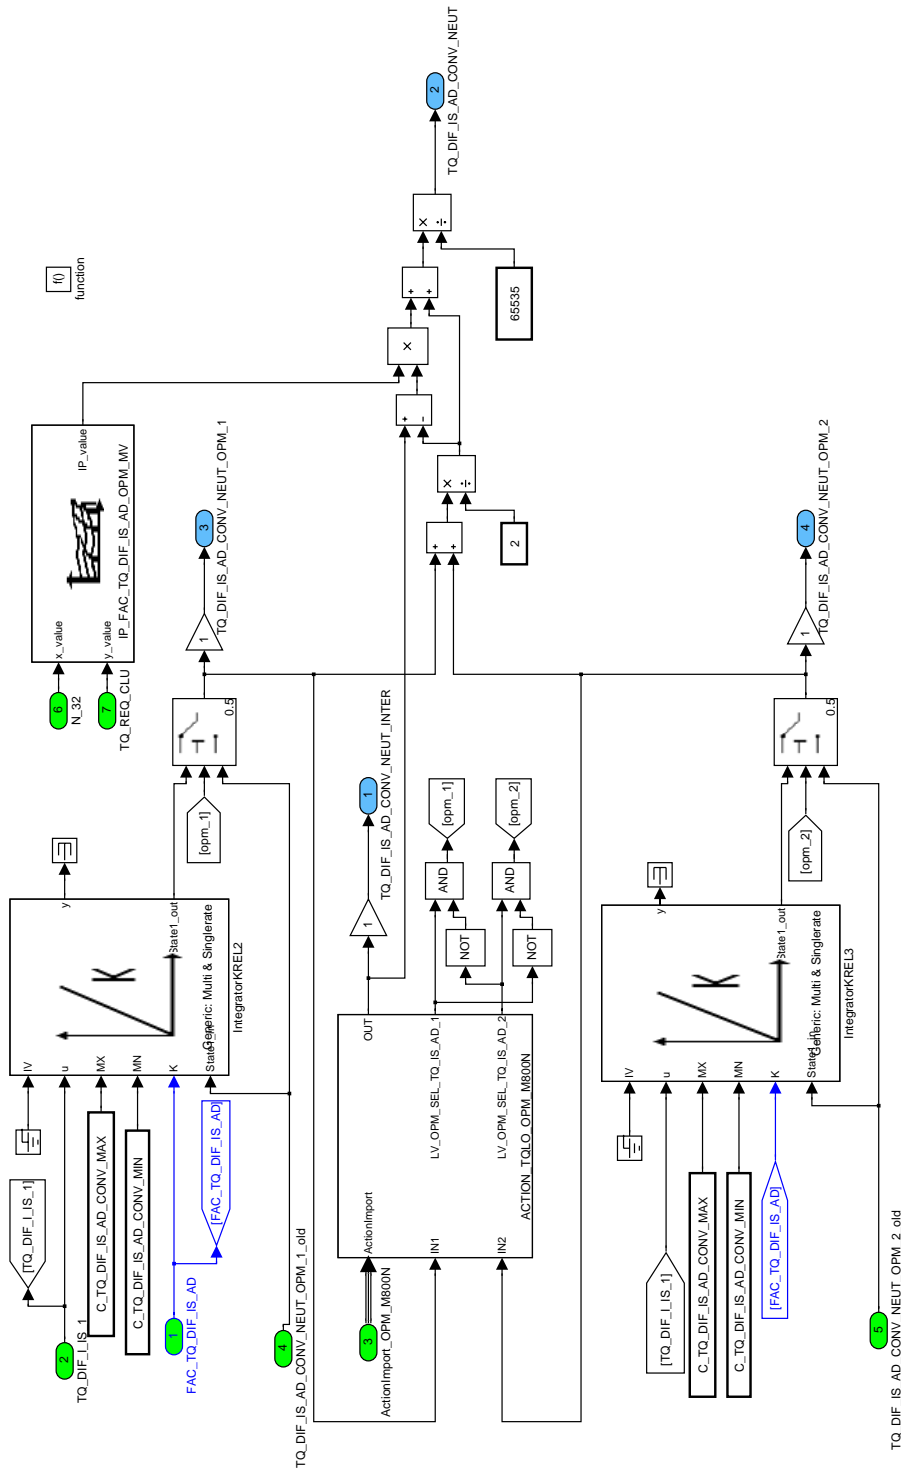 f()
function
6
N_32
7
TQ_REQ_CLU
x_value
y_value
IP_value
IP_FAC_TQ_DIF_IS_AD_OPM_MV
[TQ_DIF_I_IS_1]
2
TQ_DIF_I_IS_1
C_TQ_DIF_IS_AD_CONV_MAX
C_TQ_DIF_IS_AD_CONV_MIN
1
FAC_TQ_DIF_IS_AD
[FAC_TQ_DIF_IS_AD]
4
TQ_DIF_IS_AD_CONV_NEUT_OPM_1_old
IV
u
MX
MN
K
State1_in
y
State1_out
K
Generic: Multi & Singlerate
IntegratorKREL2
[opm_1]
0.5
1
3
TQ_DIF_IS_AD_CONV_NEUT_OPM_1
3
ActionImport_OPM_M800N
ActionImport
IN1
IN2
OUT
LV_OPM_SEL_TQ_IS_AD_1
LV_OPM_SEL_TQ_IS_AD_2
ACTION_TQLO_OPM_M800N
1
1
TQ_DIF_IS_AD_CONV_NEUT_INTER
NOT
NOT
AND
AND
[opm_1]
[opm_2]
+
+
2
×
÷
+
−
×
+
+
65535
×
÷
2
TQ_DIF_IS_AD_CONV_NEUT
[TQ_DIF_I_IS_1]
C_TQ_DIF_IS_AD_CONV_MAX
C_TQ_DIF_IS_AD_CONV_MIN
[FAC_TQ_DIF_IS_AD]
5
TQ_DIF_IS_AD_CONV_NEUT_OPM_2_old
IV
u
MX
MN
K
State1_in
y
State1_out
K
Generic: Multi & Singlerate
IntegratorKREL3
[opm_2]
0.5
1
4
TQ_DIF_IS_AD_CONV_NEUT_OPM_2